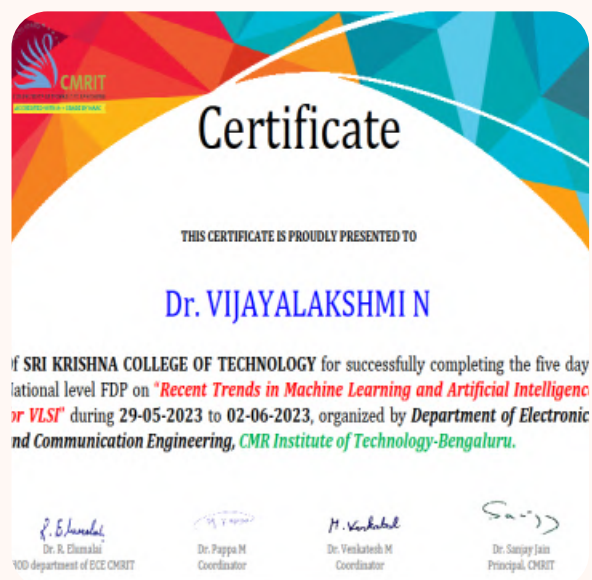 CMRIT
Certificate
THIS CERTIFICATE IS PROUDLY PRESENTED TO
Dr. VIJAYALAKSHMI N
f SRI KRISHNA COLLEGE OF TECHNOLOGY for successfully completing the five day
ational level FDP on "Recent Trends in Machine Learning and Artificial Intelligenc
or VLSI" during 29-05-2023 to 02-06-2023, organized by Department of Electronic
nd Communication Engineering, CMR Institute of Technology-Bengaluru.
Dr. R. Elumalai
HOD department of ECE CMRIT
Dr. Pappa M
Coordinator
Dr. Venkatesh M
Coordinator
Dr. Sanjay Jain
Principal, CMRIT